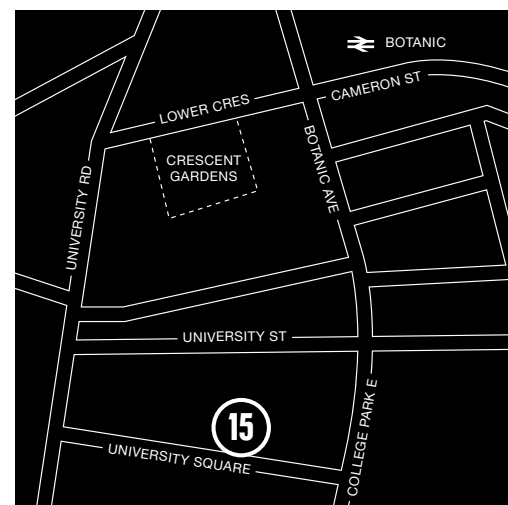 BOTANIC
CAMERON ST
LOWER CRES
CRESCENT
GARDENS
BOTANIC AVE
UNIVERSITY RD
UNIVERSITY ST
15
UNIVERSITY SQUARE
COLLEGE PARK E